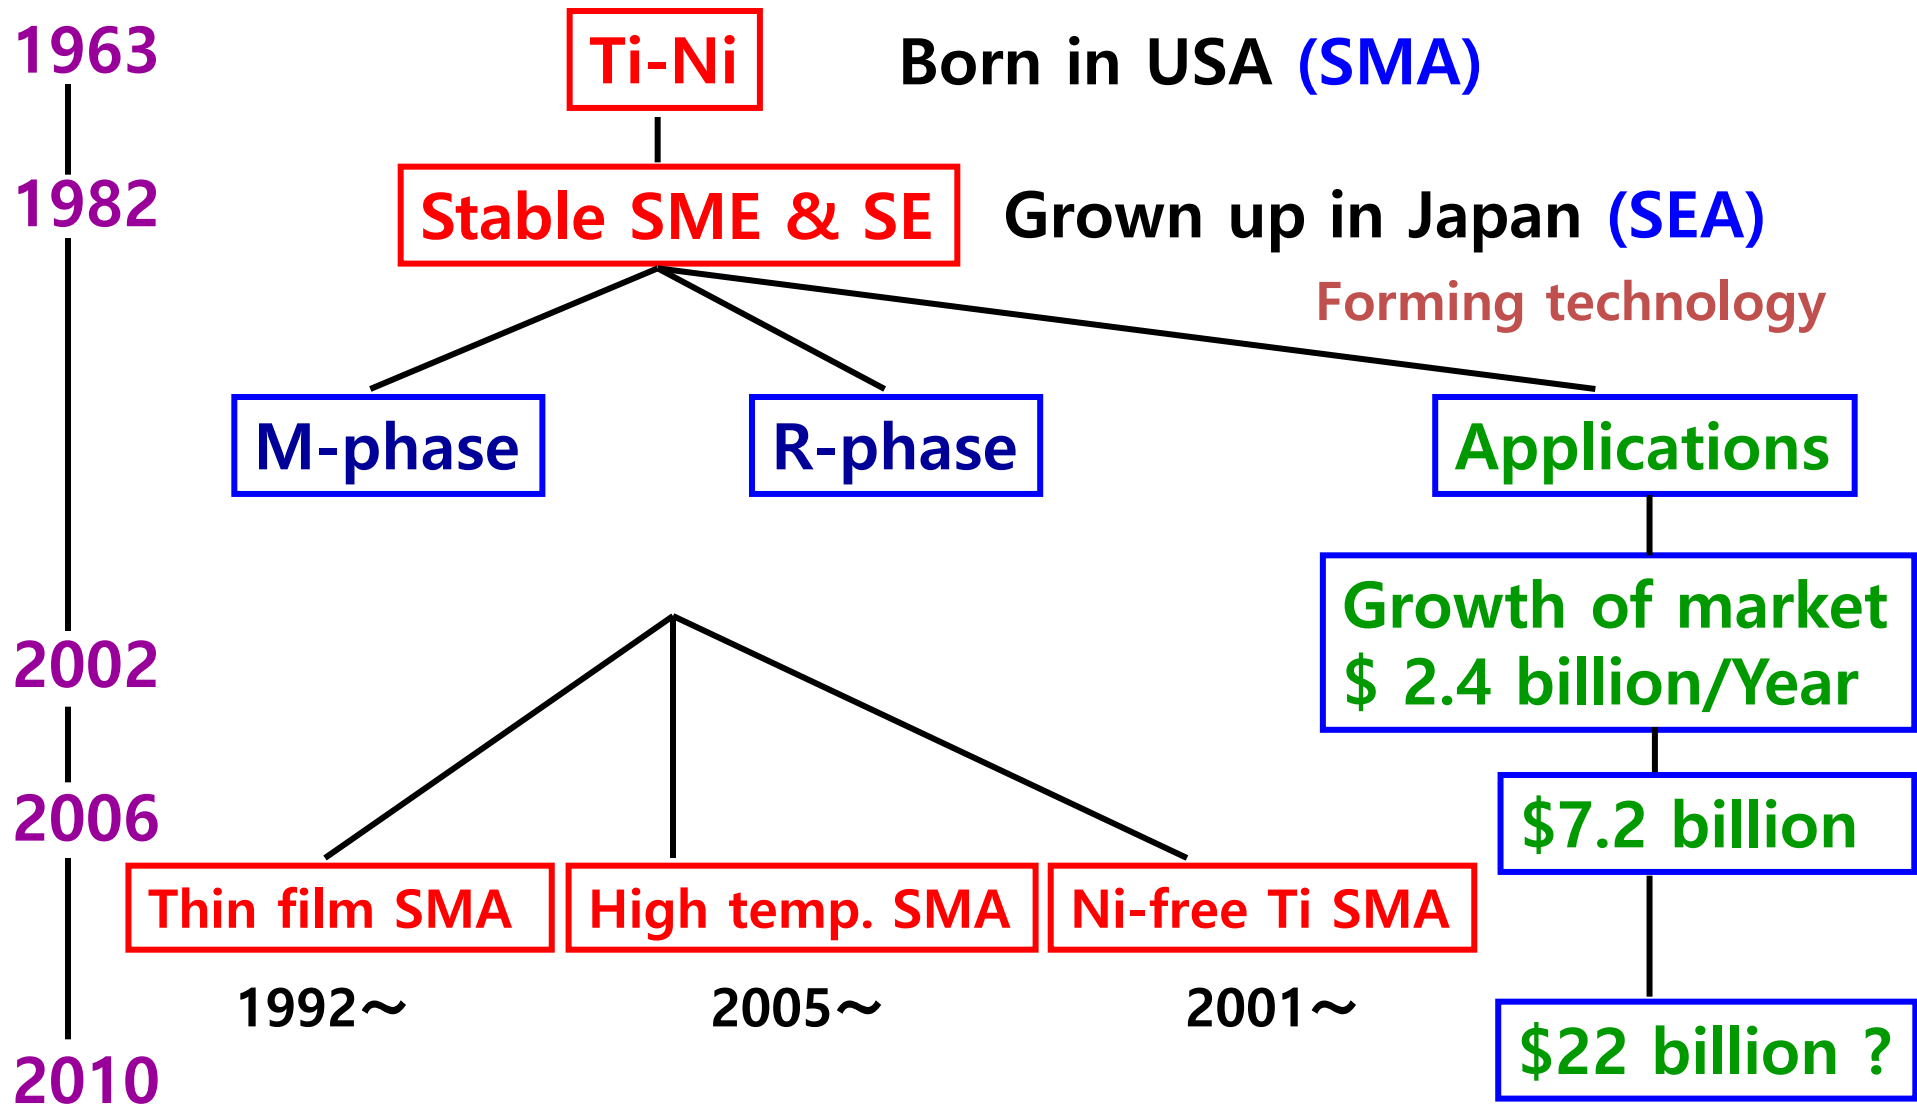 1963
Ti-Ni
Born in USA (SMA)
1982
Stable SME & SE
Grown up in Japan (SEA)
Forming technology
M-phase
R-phase
Applications
Growth of market
$ 2.4 billion/Year
2002
2006
$7.2 billion
Thin film SMA
High temp. SMA
Ni-free Ti SMA
1992～
2005～
2001～
2010
$22 billion ?